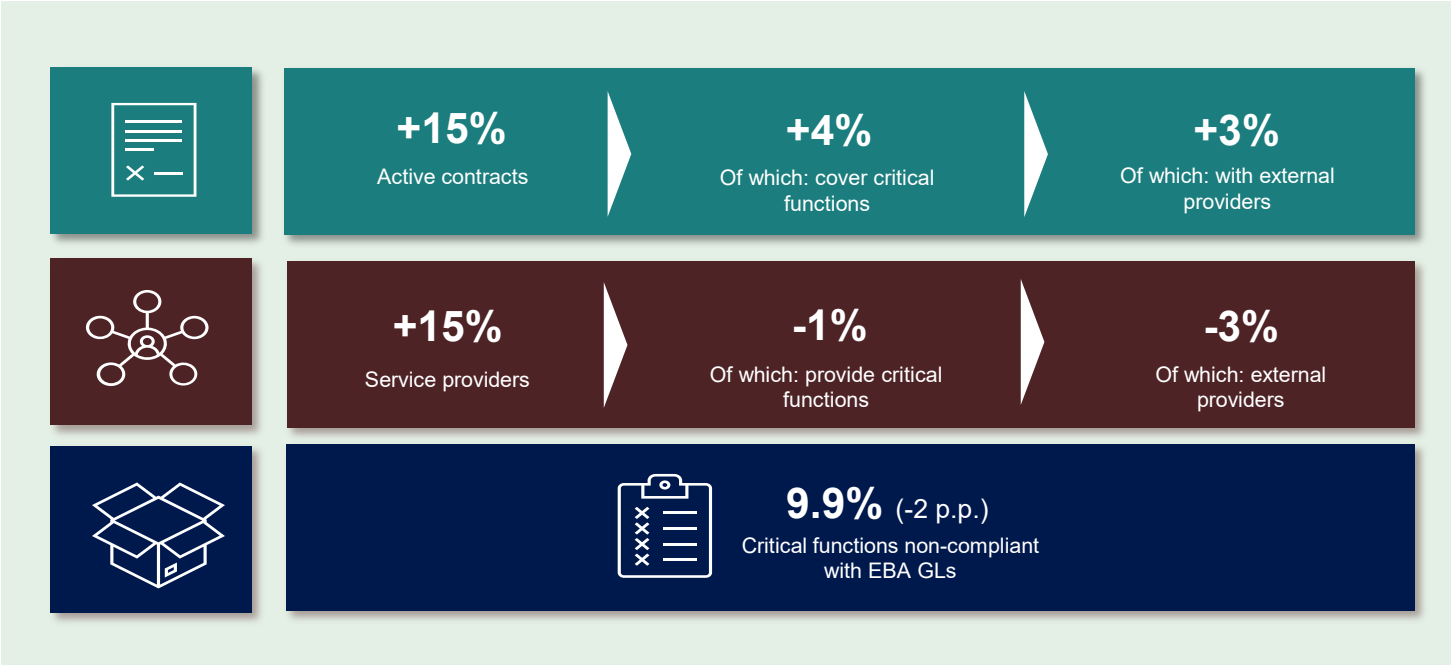 +15%
Active contracts
+4%
Of which: cover critical
functions
+3%
Of which: with external
providers
+15%
Service providers
-1%
Of which: provide critical
functions
-3%
Of which: external
providers
9.9% (-2 p.p.)
Critical functions non-compliant
with EBA GLs